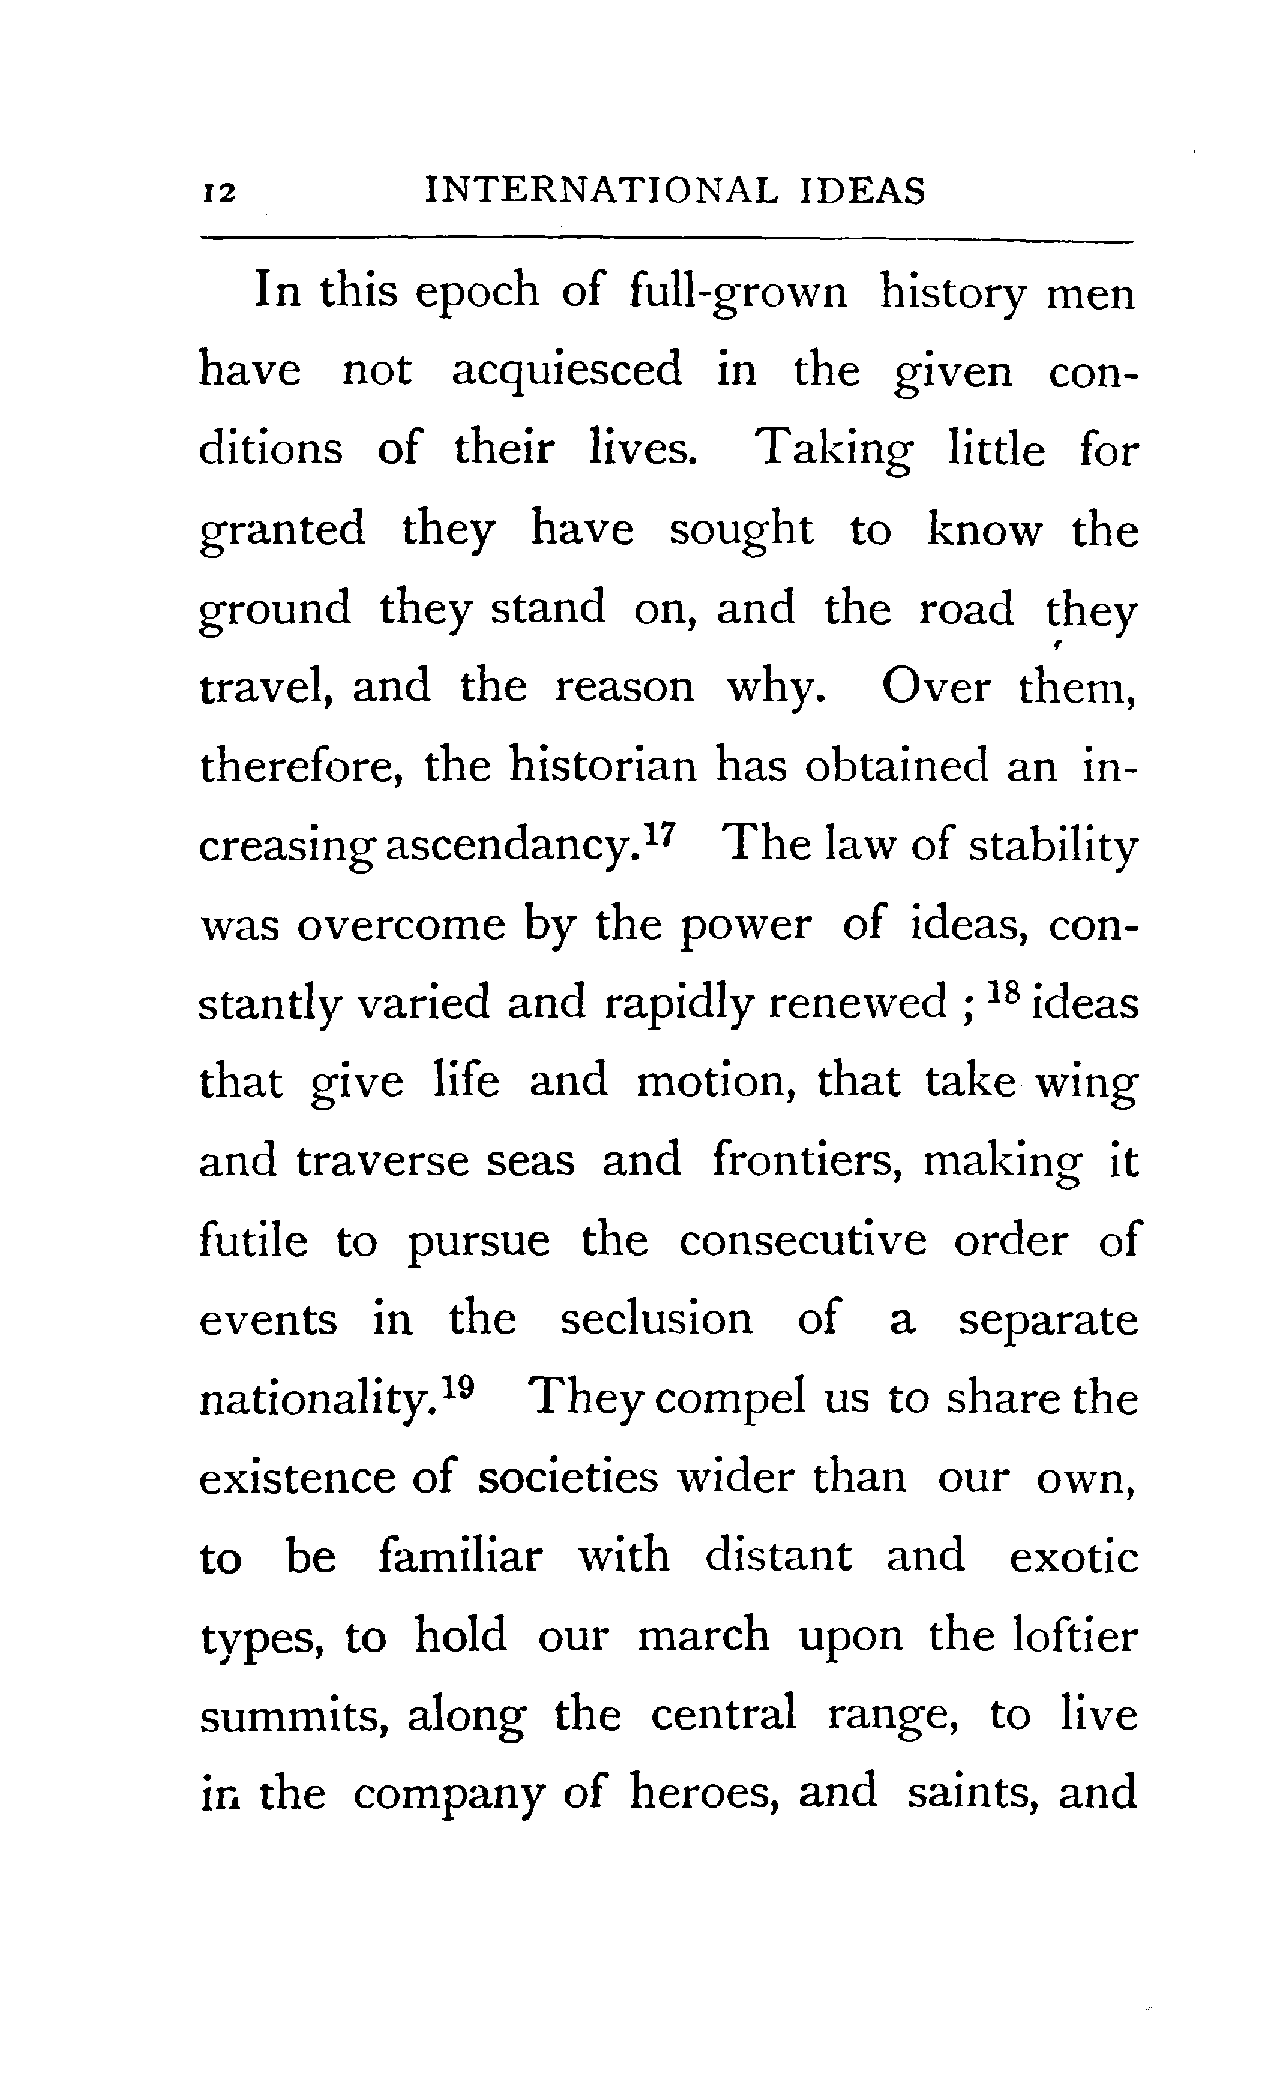 12 INTERNATIONAL IDEAS
In this epoch of full-grown history men
have not acquiesced in the given con-
ditions of their lives. Taking little for
granted they have sought to know the
ground they stand on, and the road they
travel, and the reason why. Over them,
therefore, the historian has obtained an in-
creasing ascendancy.¹⁷ The law of stability
was overcome by the power of ideas, con-
stantly varied and rapidly renewed ; ¹⁸ ideas
that give life and motion, that take wing
and traverse seas and frontiers, making it
futile to pursue the consecutive order of
events in the seclusion of a separate
nationality.¹⁹ They compel us to share the
existence of societies wider than our own,
to be familiar with distant and exotic
types, to hold our march upon the loftier
summits, along the central range, to live
in the company of heroes, and saints, and